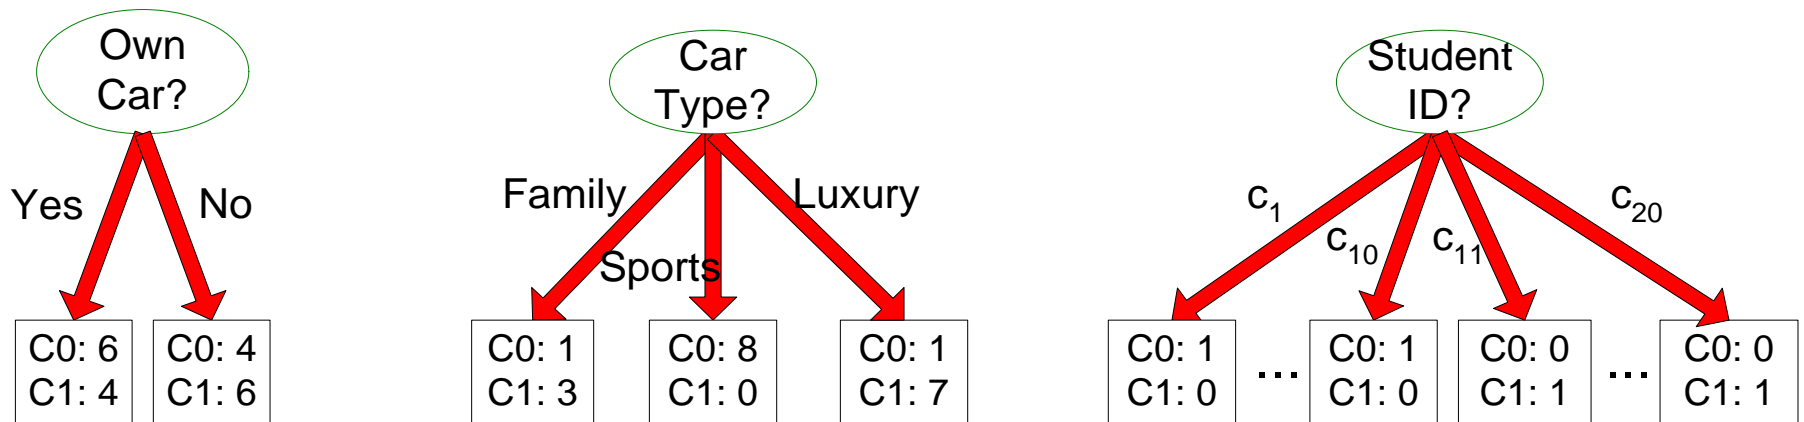 Own
Car?
Yes
No
C0: 6
C1: 4
C0: 4
C1: 6
Car
Type?
Family
Sports
Luxury
C0: 1
C1: 3
C0: 8
C1: 0
C0: 1
C1: 7
Student
ID?
c1
c10
c11
c20
C0: 1
C1: 0
...
C0: 1
C1: 0
C0: 0
C1: 1
...
C0: 0
C1: 1